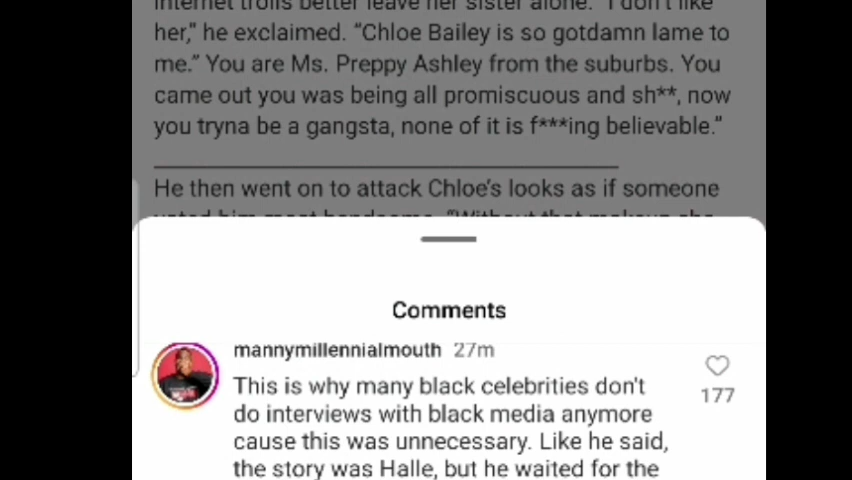 internet trolls better leave her sister alone. "I don't like
her," he exclaimed. "Chloe Bailey is so gotdamn lame to
me." You are Ms. Preppy Ashley from the suburbs. You
came out you was being all promiscuous and sh**, now
you tryna be a gangsta, none of it is f***ing believable."
He then went on to attack Chloe's looks as if someone
voted him most handsome. "Without that makeup she
Comments
mannymillennialmouth 27m
This is why many black celebrities don't
do interviews with black media anymore
cause this was unnecessary. Like he said,
the story was Halle, but he waited for the
177